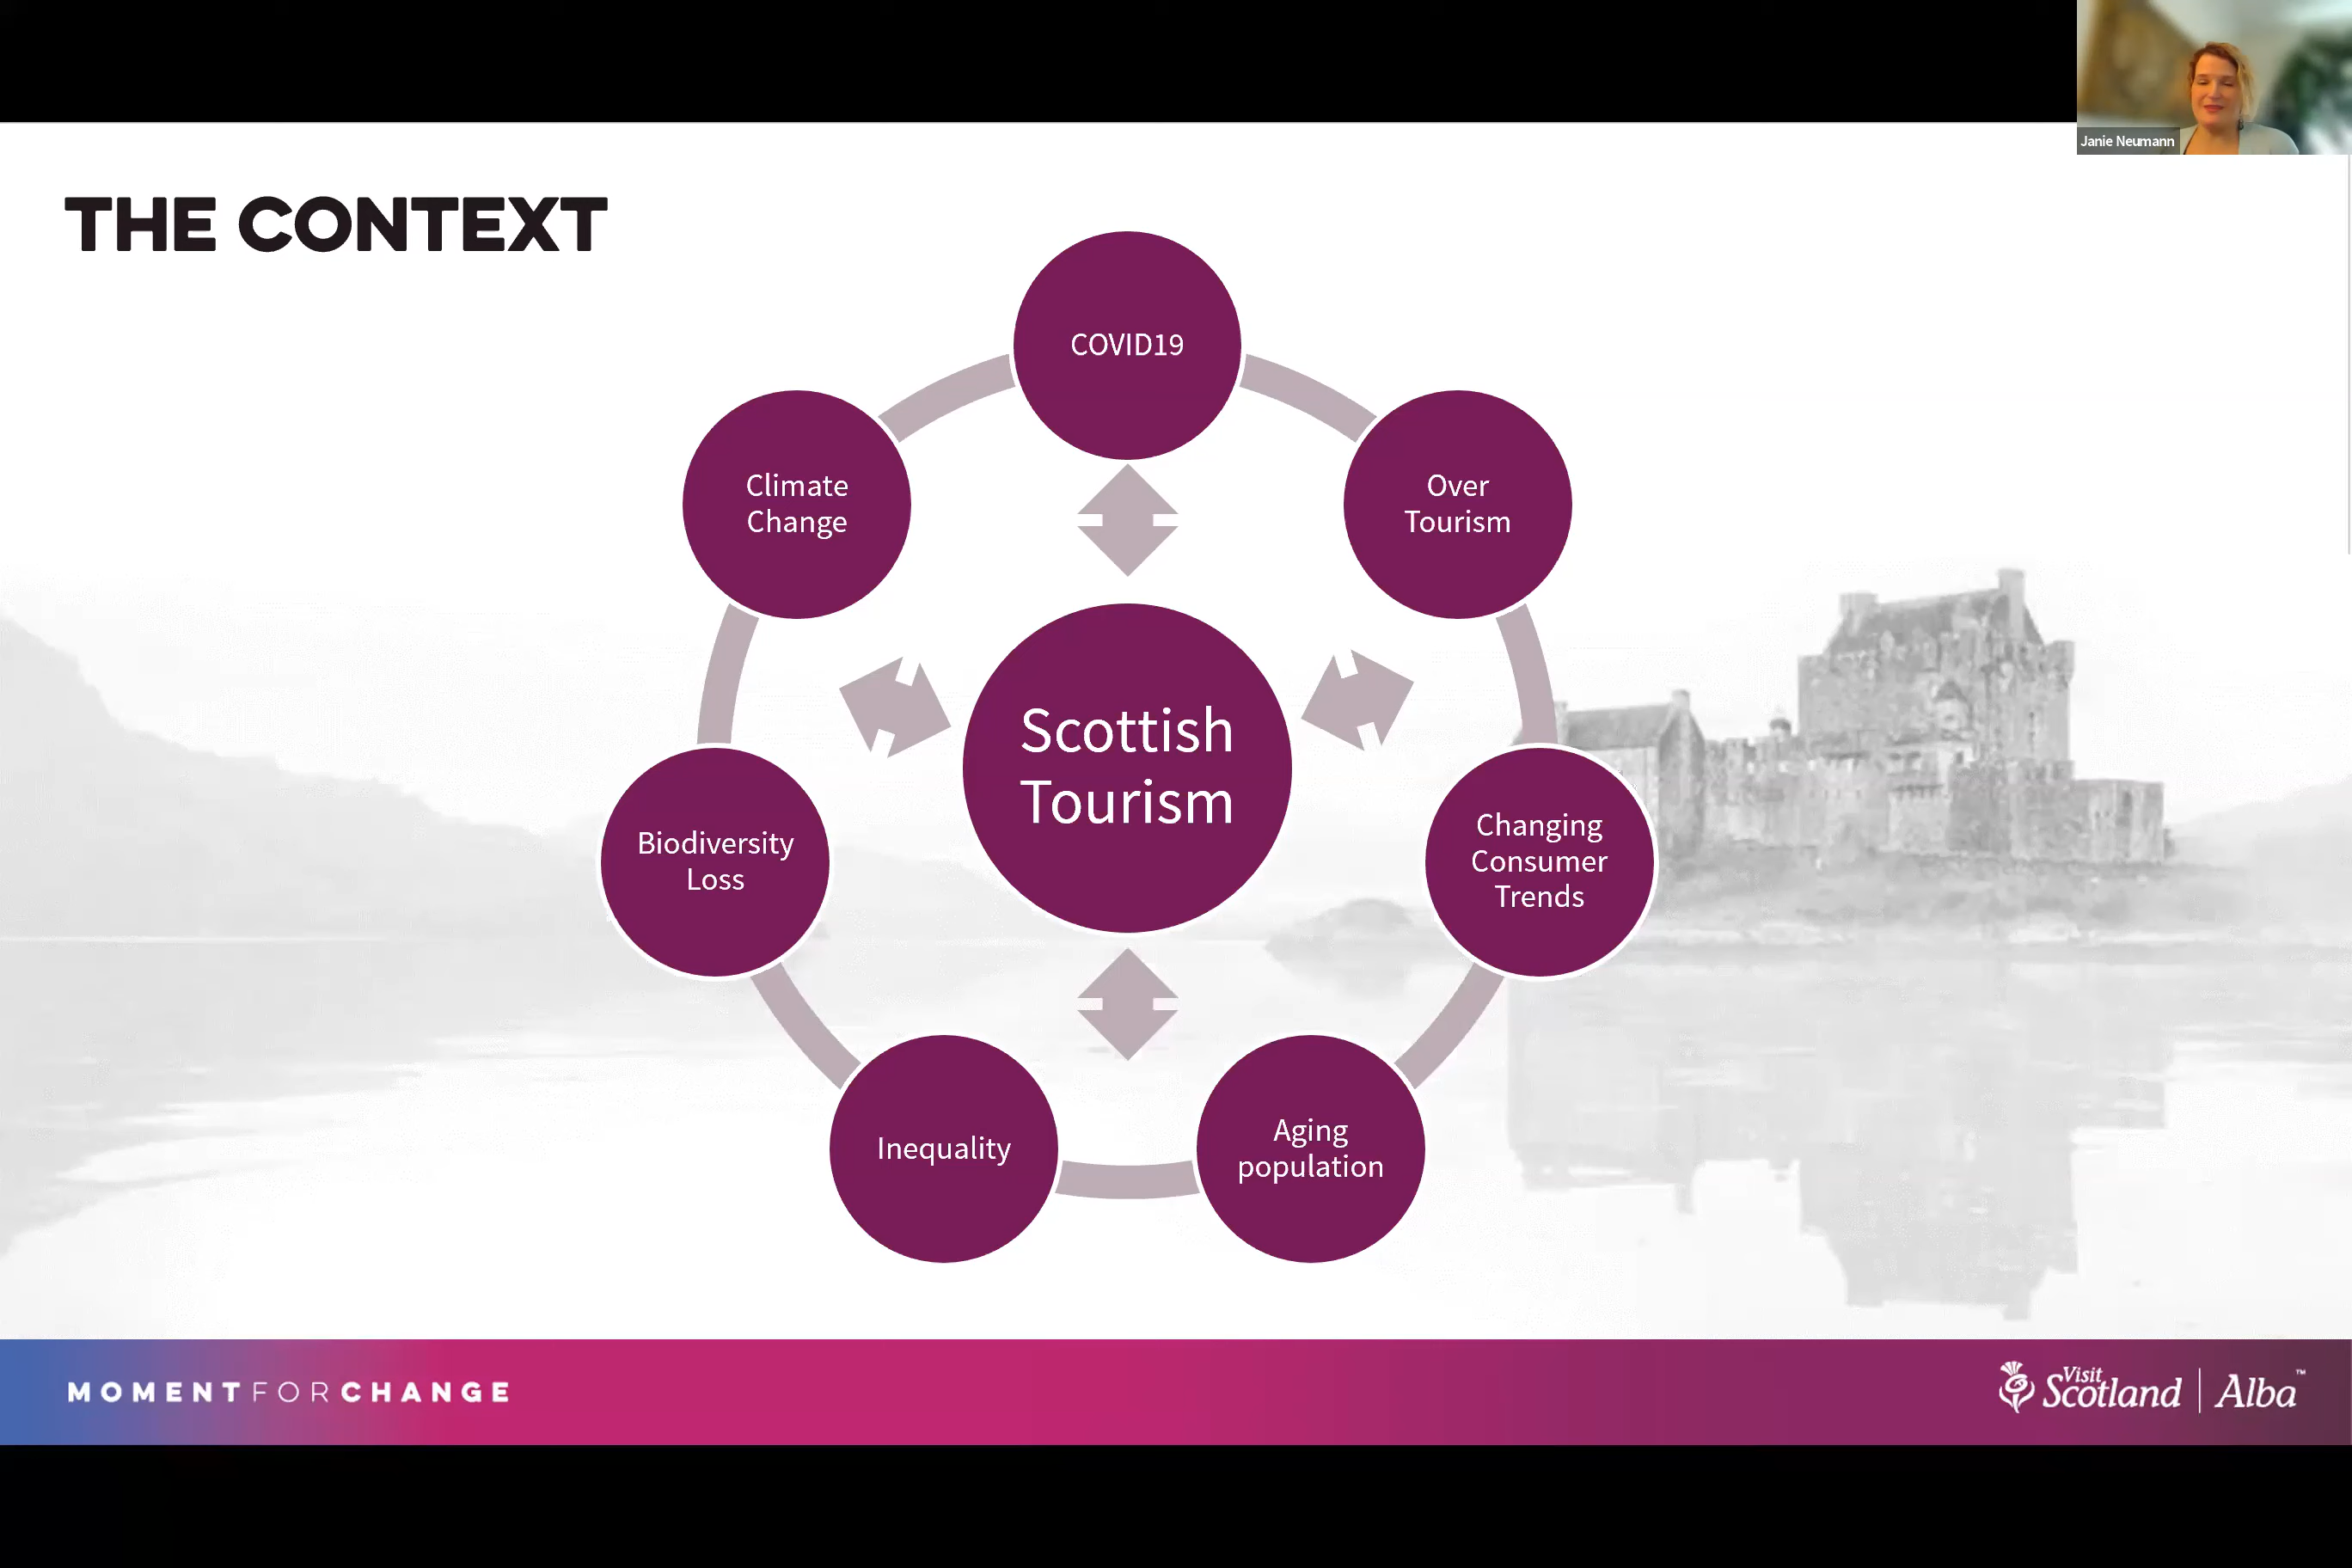 Janie Neumann
THE CONTEXT
COVID19
Climate
Change
Over
Tourism
Scottish
Tourism
Biodiversity
Loss
Changing
Consumer
Trends
Inequality
Aging
population
MOMENTFORCHANGE
Visit
Scotland | Alba™